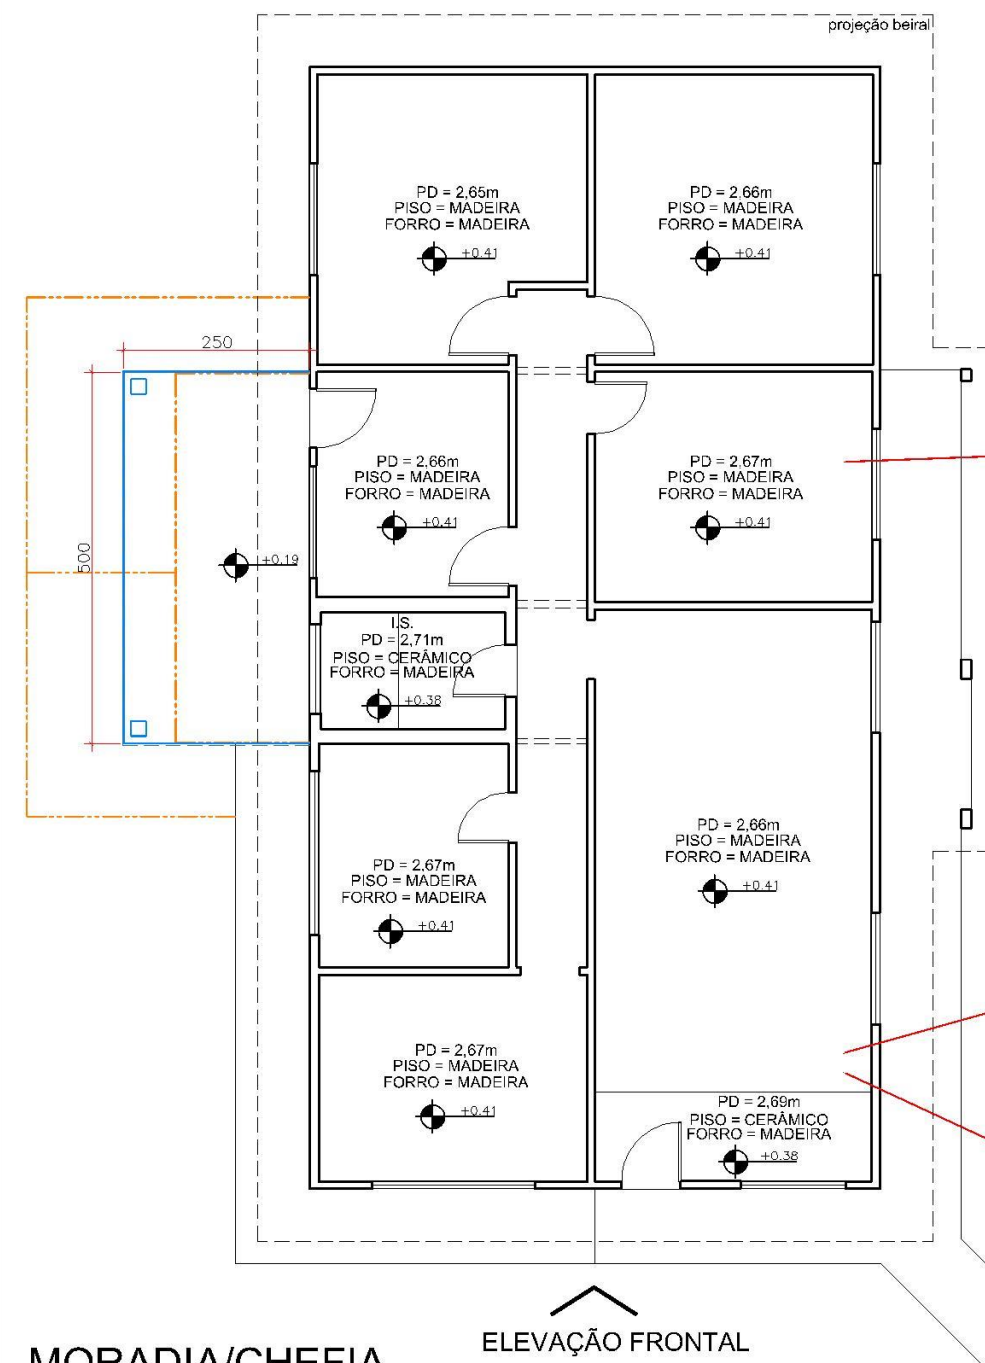 projeção beiral
PD = 2,65m
PISO = MADEIRA
FORRO = MADEIRA
+0.41
PD = 2,66m
PISO = MADEIRA
FORRO = MADEIRA
+0.41
250
500
+0.19
PD = 2,66m
PISO = MADEIRA
FORRO = MADEIRA
+0.41
PD = 2,67m
PISO = MADEIRA
FORRO = MADEIRA
+0.41
I.S.
PD = 2,71m
PISO = CERÂMICO
FORRO = MADEIRA
+0.38
PD = 2,66m
PISO = MADEIRA
FORRO = MADEIRA
+0.41
PD = 2,67m
PISO = MADEIRA
FORRO = MADEIRA
+0.41
PD = 2,67m
PISO = MADEIRA
FORRO = MADEIRA
+0.41
PD = 2,69m
PISO = CERÂMICO
FORRO = MADEIRA
+0.38
ELEVAÇÃO FRONTAL
MORADIA/CHEFIA